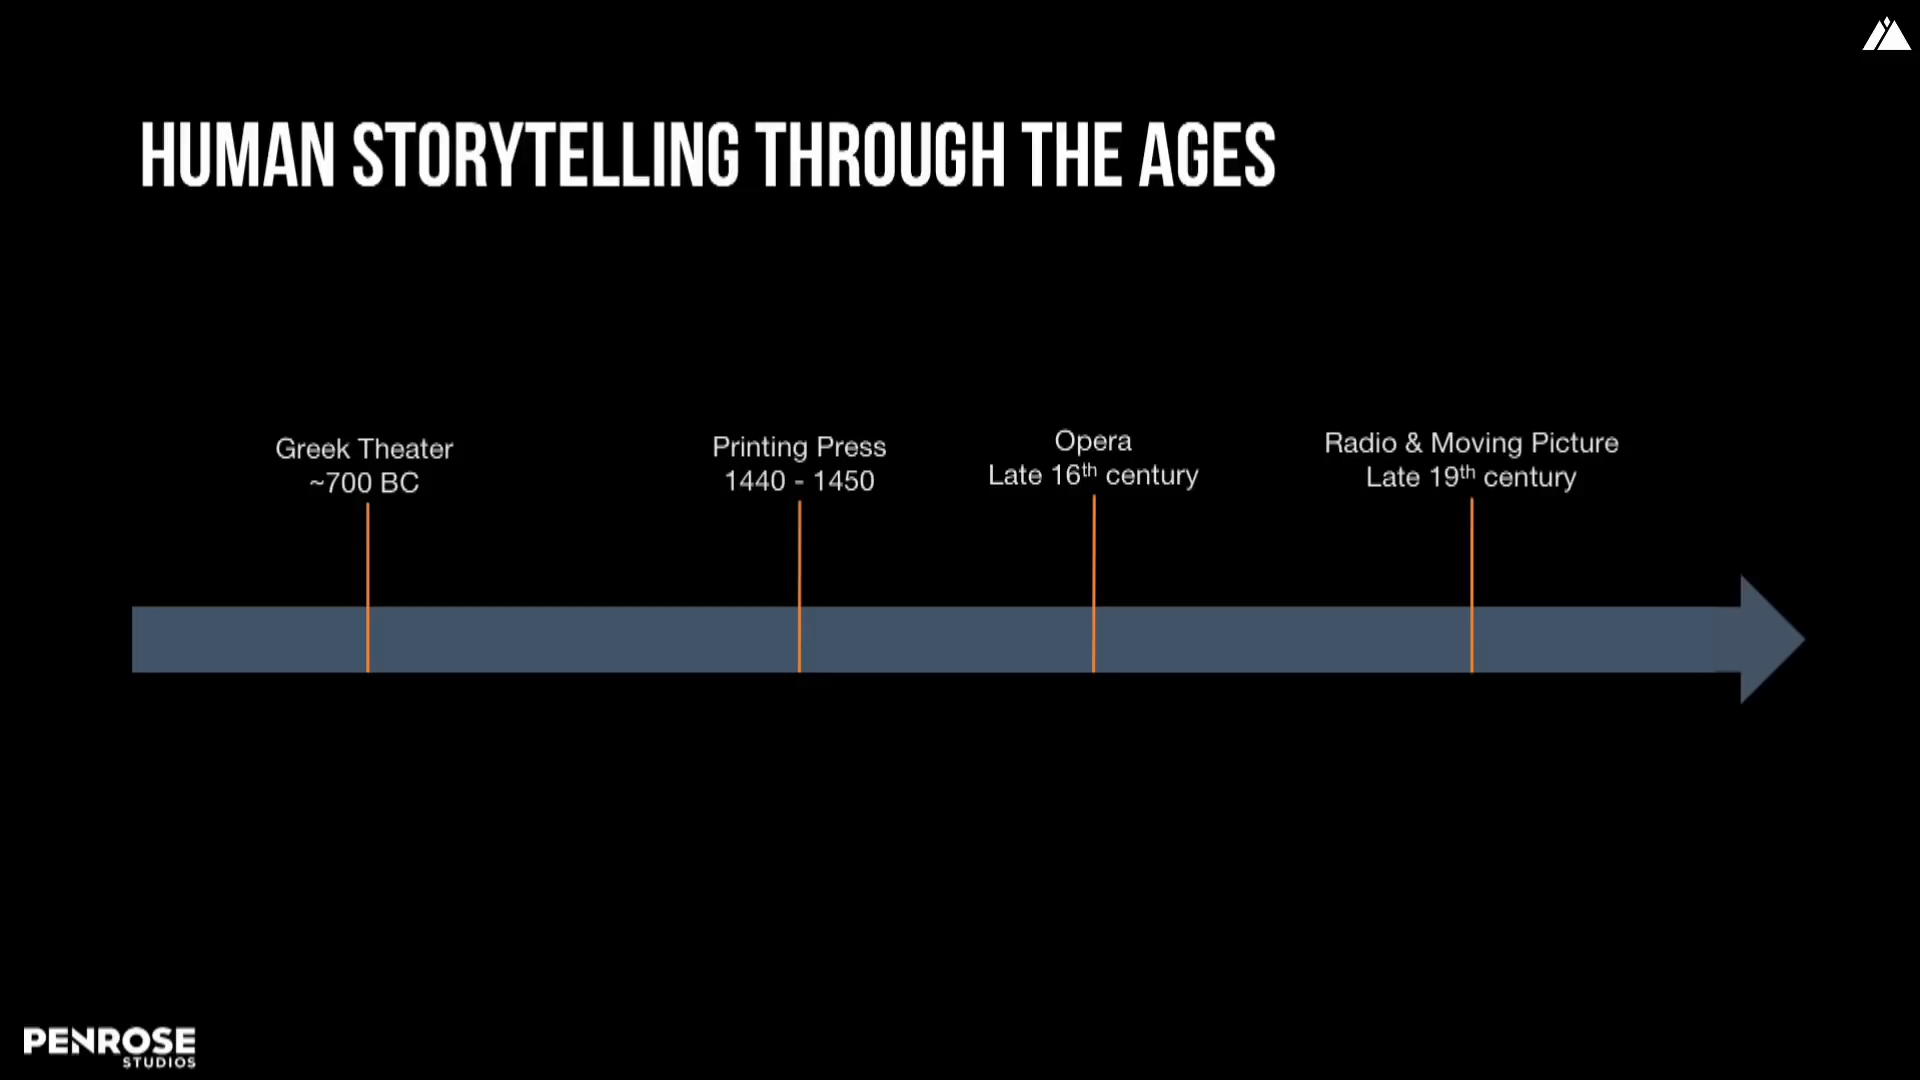 HUMAN STORYTELLING THROUGH THE AGES
Greek Theater
~700 BC
Printing Press
1440 - 1450
Opera
Late 16th century
Radio & Moving Picture
Late 19th century
PENROSE
STUDIOS